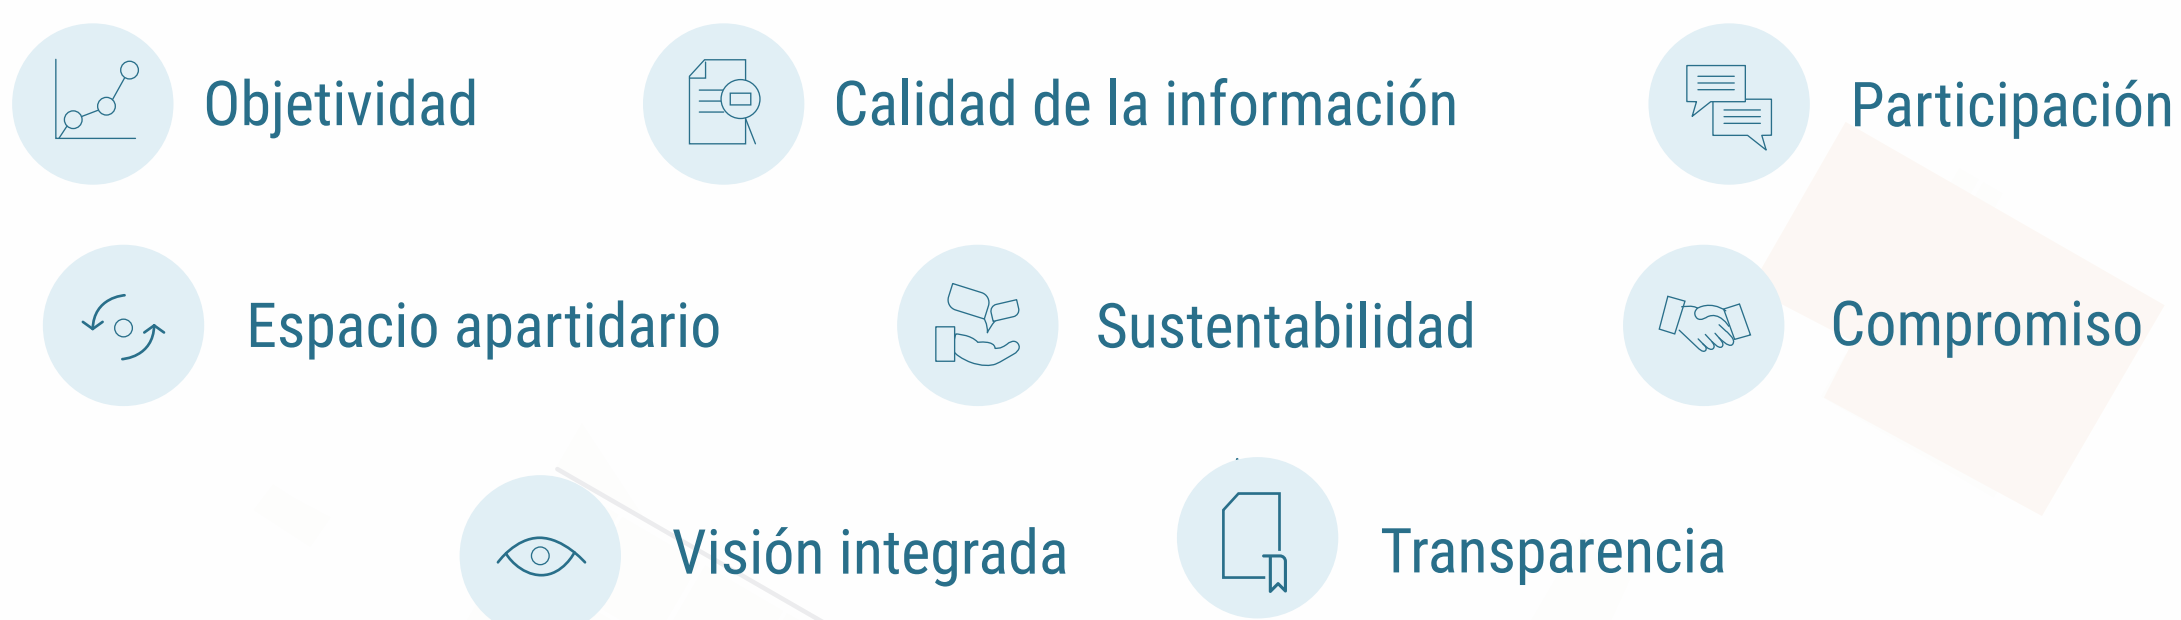 Objetividad
Calidad de la información
Participación
Espacio apartidario
Sustentabilidad
Compromiso
Visión integrada
Transparencia